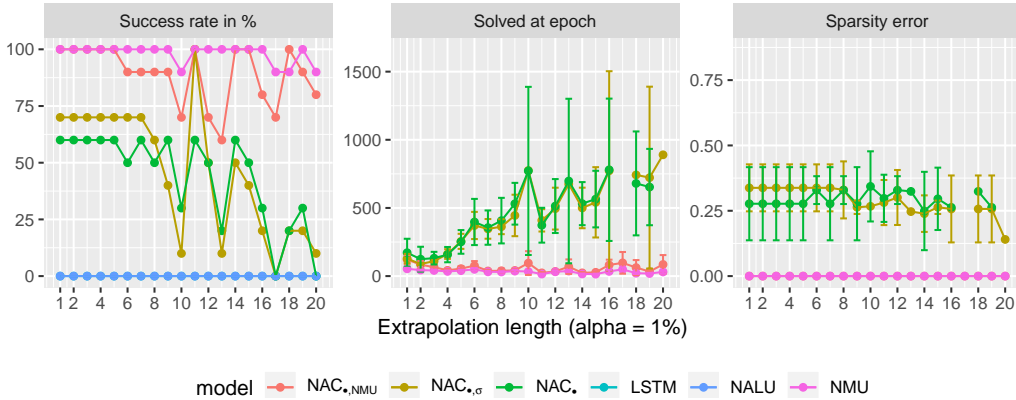 Success rate in %
Solved at epoch
Sparsity error
100
75
50
25
0
1 2 4 6 8 10 12 14 16 18 20
1500
1000
500
0
1 2 4 6 8 10 12 14 16 18 20
0.75
0.50
0.25
0.00
1 2 4 6 8 10 12 14 16 18 20
Extrapolation length (alpha = 1%)
model NAC•,NMU NAC•,σ NAC• LSTM NALU NMU